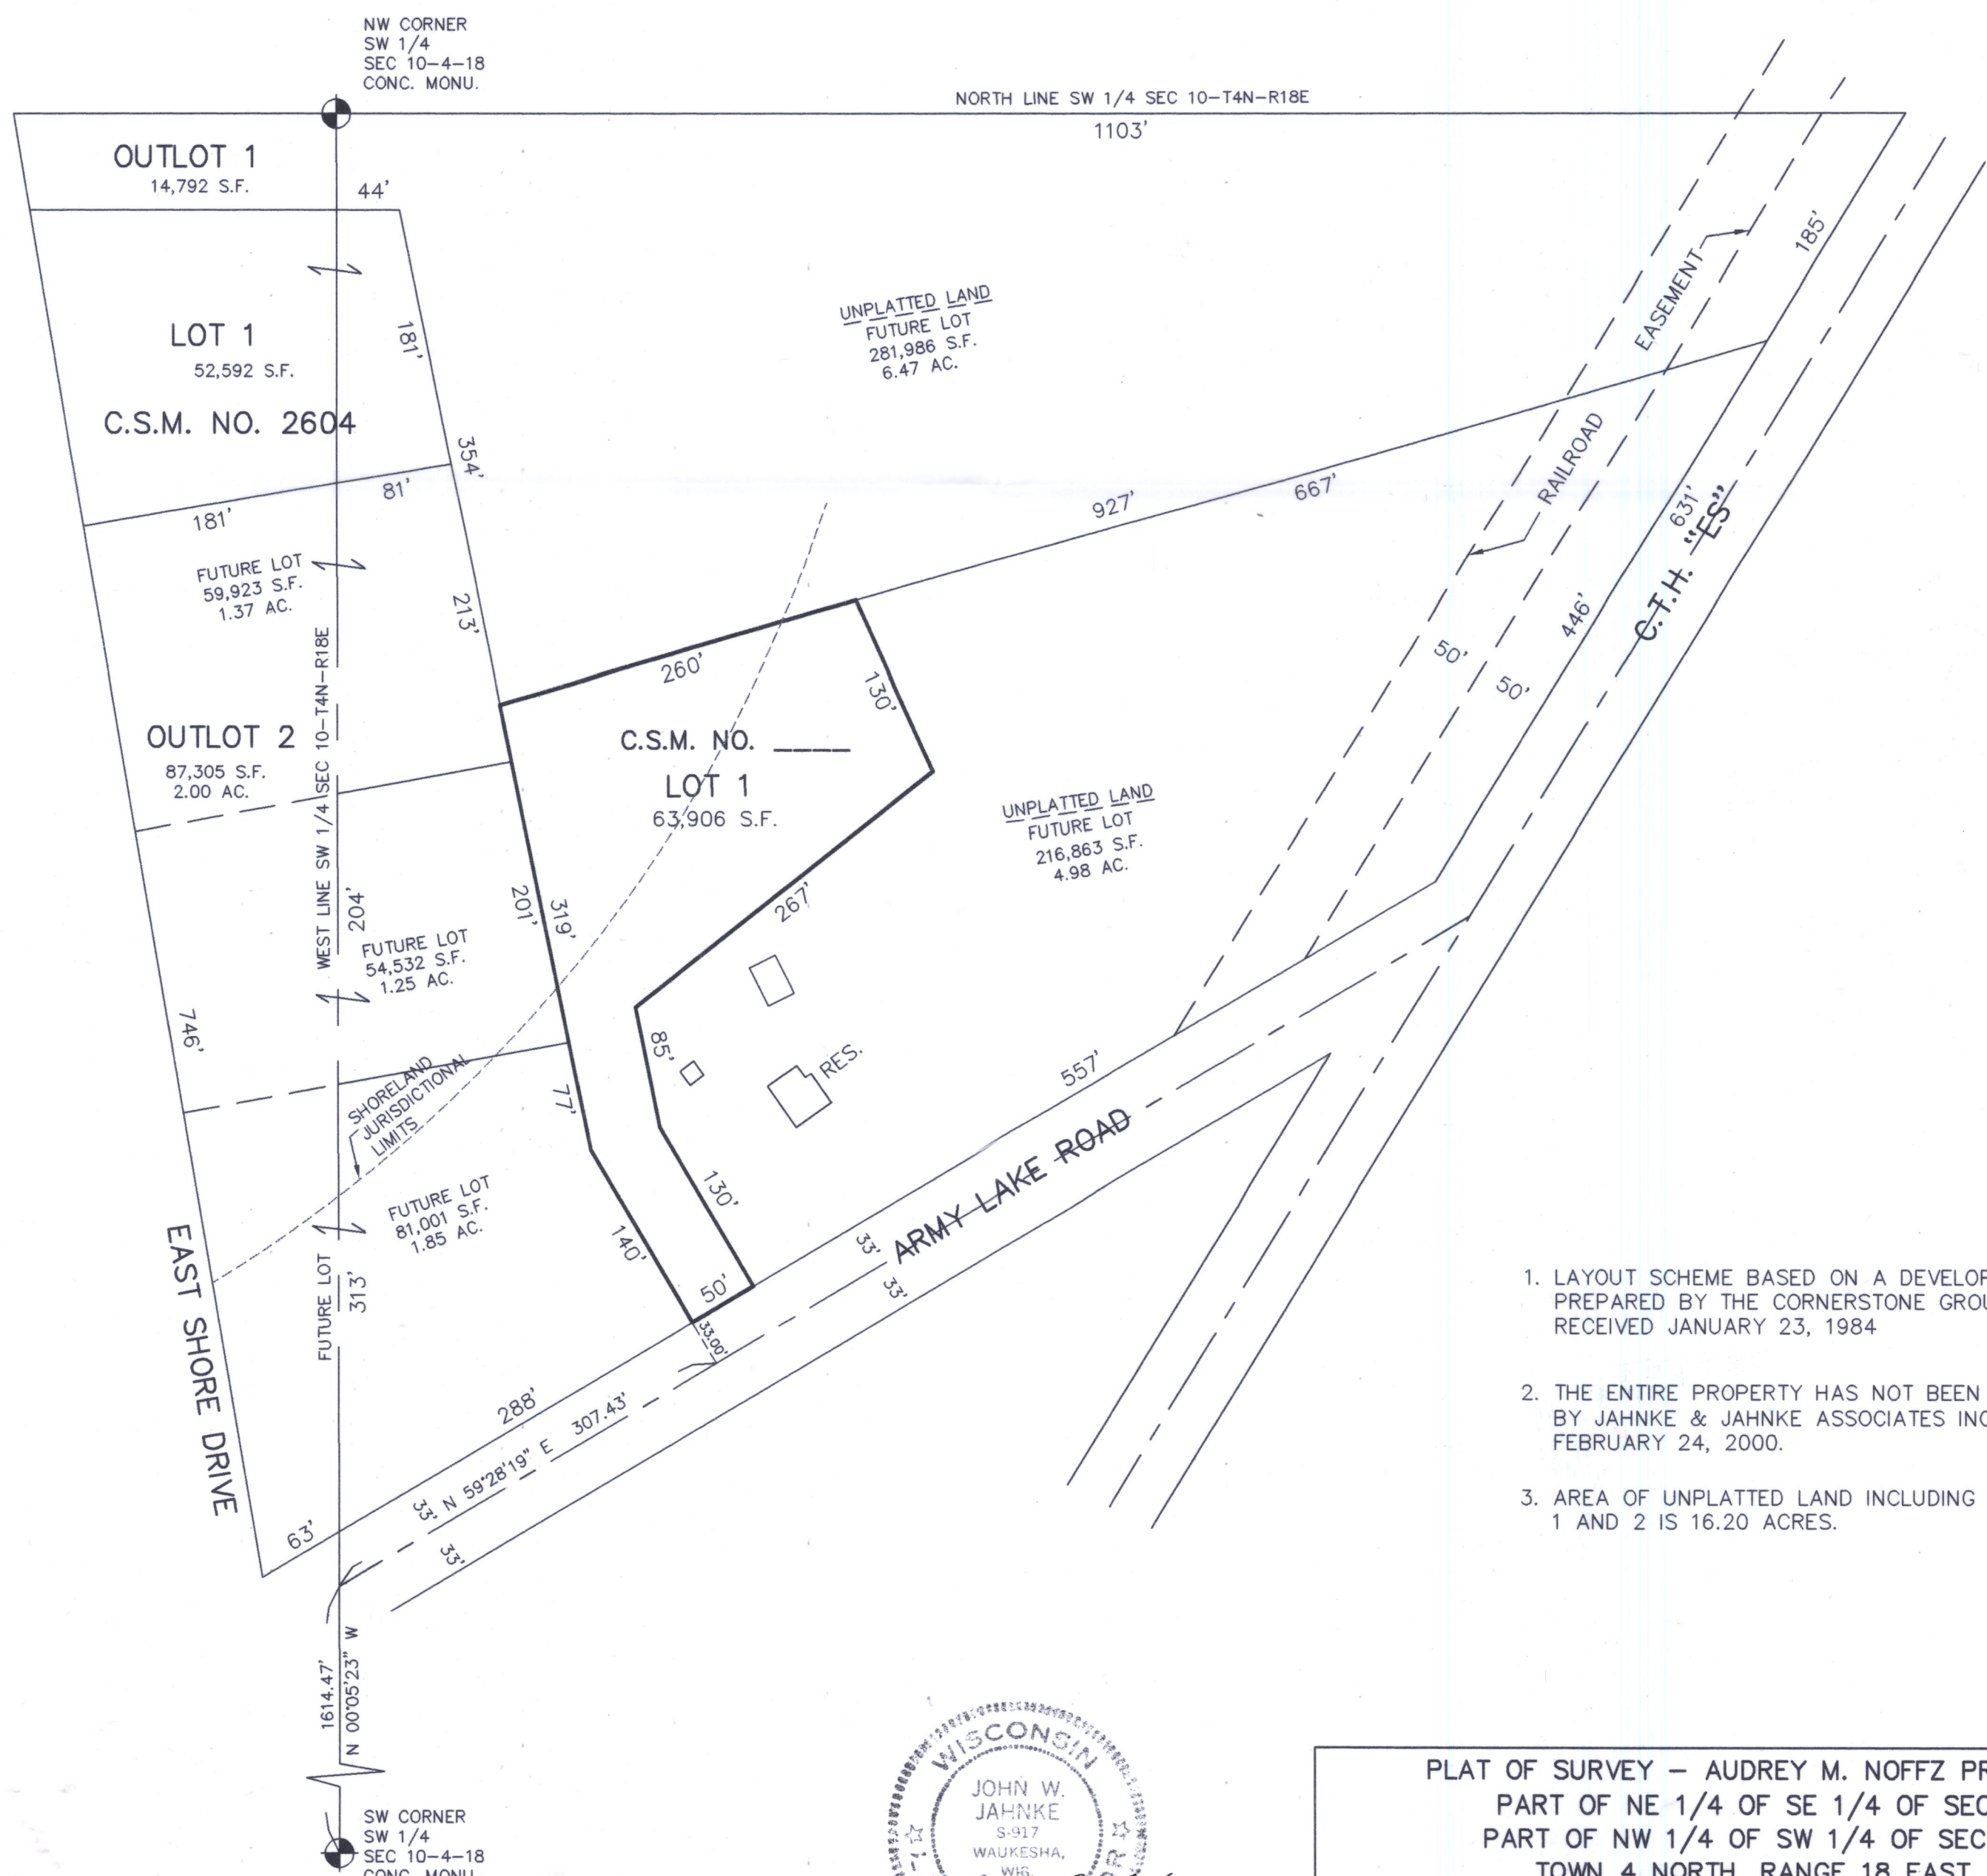 NW CORNER
SW 1/4
SEC 10-4-18
CONC. MONU.
NORTH LINE SW 1/4 SEC 10-T4N-R18E
1103'
OUTLOT 1
14,792 S.F.
44'
LOT 1
52,592 S.F.
C.S.M. NO. 2604
181'
354'
81'
181'
UNPLATTED LAND
FUTURE LOT
281,986 S.F.
6.47 AC.
EASEMENT
185'
RAILROAD
927'
667'
631'
C.T.H. "ES"
446'
50'
50'
FUTURE LOT
59,923 S.F.
1.37 AC.
213'
260'
130'
C.S.M. NO. ____
LOT 1
63,906 S.F.
OUTLOT 2
87,305 S.F.
2.00 AC.
WEST LINE SW 1/4 SEC 10-T4N-R18E
204'
UNPLATTED LAND
FUTURE LOT
216,863 S.F.
4.98 AC.
201'
319'
267'
FUTURE LOT
54,532 S.F.
1.25 AC.
746'
85'
RES.
77'
557'
SHORELAND
JURISDICTIONAL
LIMITS
130'
ARMY LAKE ROAD
33'
33'
FUTURE LOT
81,001 S.F.
1.85 AC.
140'
50'
33.00'
EAST SHORE DRIVE
FUTURE LOT
313'
288'
33' N 59°28'19" E 307.43'
63'
33'
1614.47'
N 00°05'23" W
1. LAYOUT SCHEME BASED ON A DEVELOP
PREPARED BY THE CORNERSTONE GROU
RECEIVED JANUARY 23, 1984
2. THE ENTIRE PROPERTY HAS NOT BEEN
BY JAHNKE & JAHNKE ASSOCIATES INC
FEBRUARY 24, 2000.
3. AREA OF UNPLATTED LAND INCLUDING
1 AND 2 IS 16.20 ACRES.
SW CORNER
SW 1/4
SEC 10-4-18
CONC. MONU.
WISCONSIN
JOHN W.
JAHNKE
S-917
WAUKESHA,
WIS.
PLAT OF SURVEY - AUDREY M. NOFFZ PR
PART OF NE 1/4 OF SE 1/4 OF SEC
PART OF NW 1/4 OF SW 1/4 OF SEC
TOWN 4 NORTH, RANGE 18 EAST